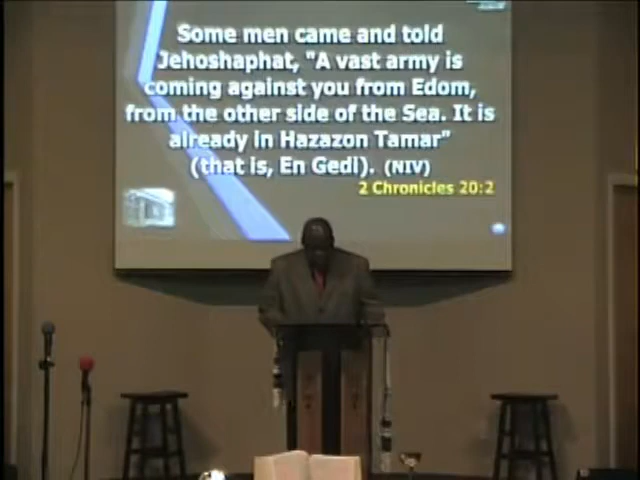 Some men came and told
Jehoshaphat, "A vast army is
coming against you from Edom,
from the other side of the Sea. It is
already in Hazazon Tamar"
(that is, En Gedi). (NIV)
2 Chronicles 20:2